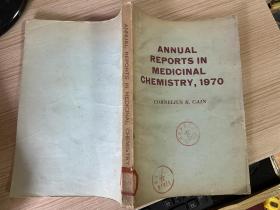 ANNUAL
REPORTS IN
MEDICINAL
CHEMISTRY, 1970
CORNELIUS K. CAIN
ANNUAL REPORTS IN MEDICINAL CHEMISTRY